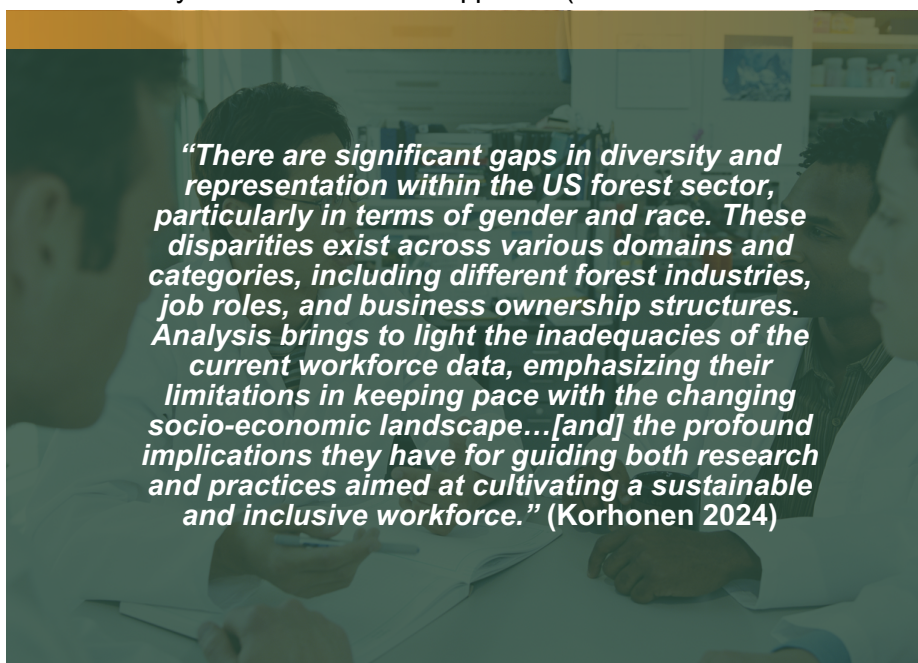 “There are significant gaps in diversity and
representation within the US forest sector,
particularly in terms of gender and race. These
disparities exist across various domains and
categories, including different forest industries,
job roles, and business ownership structures.
Analysis brings to light the inadequacies of the
current workforce data, emphasizing their
limitations in keeping pace with the changing
socio-economic landscape…[and] the profound
implications they have for guiding both research
and practices aimed at cultivating a sustainable
and inclusive workforce.” (Korhonen 2024)